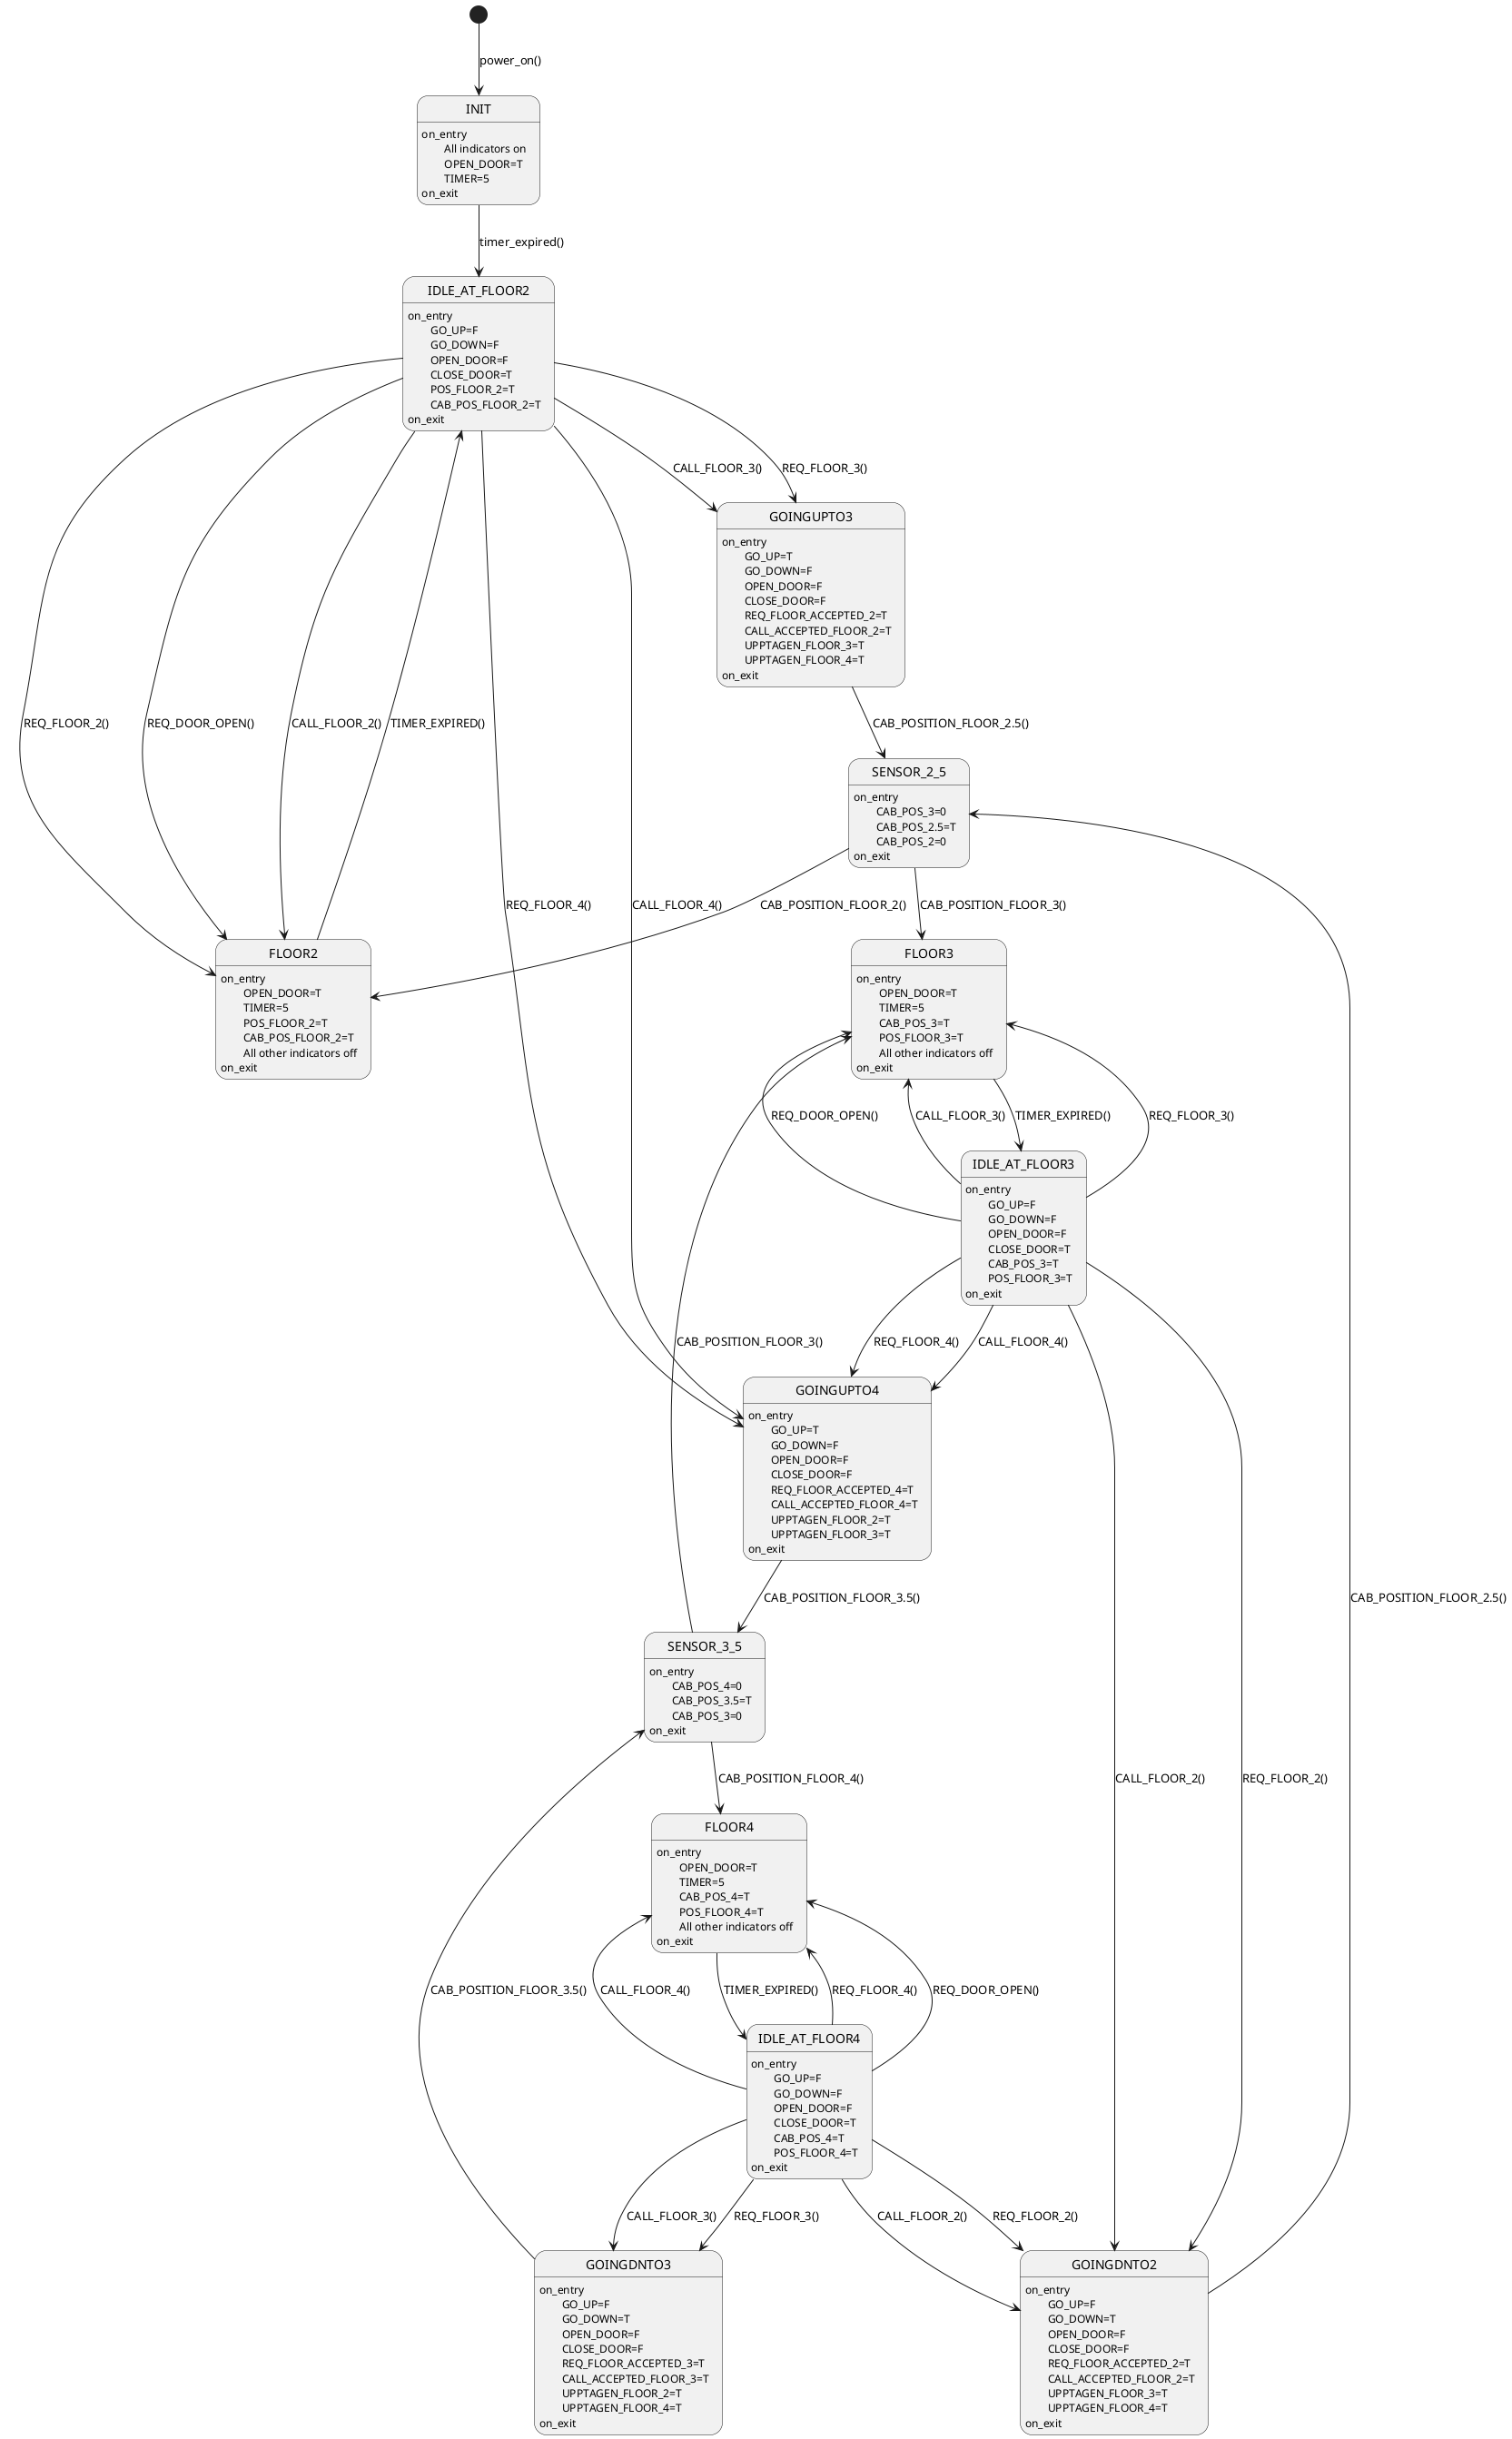 power_on()
INIT
on_entry
All indicators on
OPEN_DOOR=T
TIMER=5
on_exit
timer_expired()
IDLE_AT_FLOOR2
on_entry
GO_UP=F
GO_DOWN=F
OPEN_DOOR=F
CLOSE_DOOR=T
POS_FLOOR_2=T
CAB_POS_FLOOR_2=T
on_exit
CALL_FLOOR_3()
REQ_FLOOR_3()
GOINGUPTO3
on_entry
GO_UP=T
GO_DOWN=F
OPEN_DOOR=F
CLOSE_DOOR=F
REQ_FLOOR_ACCEPTED_2=T
CALL_ACCEPTED_FLOOR_2=T
UPPTAGEN_FLOOR_3=T
UPPTAGEN_FLOOR_4=T
on_exit
REQ_FLOOR_2()
REQ_DOOR_OPEN()
CALL_FLOOR_2()
TIMER_EXPIRED()
CAB_POSITION_FLOOR_2.5()
SENSOR_2_5
on_entry
CAB_POS_3=0
CAB_POS_2.5=T
CAB_POS_2=0
on_exit
REQ_FLOOR_4()
CALL_FLOOR_4()
CAB_POSITION_FLOOR_2()
CAB_POSITION_FLOOR_3()
FLOOR2
on_entry
OPEN_DOOR=T
TIMER=5
POS_FLOOR_2=T
CAB_POS_FLOOR_2=T
All other indicators off
on_exit
FLOOR3
on_entry
OPEN_DOOR=T
TIMER=5
CAB_POS_3=T
POS_FLOOR_3=T
All other indicators off
on_exit
REQ_DOOR_OPEN()
CALL_FLOOR_3()
TIMER_EXPIRED()
REQ_FLOOR_3()
IDLE_AT_FLOOR3
on_entry
GO_UP=F
GO_DOWN=F
OPEN_DOOR=F
CLOSE_DOOR=T
CAB_POS_3=T
POS_FLOOR_3=T
on_exit
CAB_POSITION_FLOOR_3()
REQ_FLOOR_4()
CALL_FLOOR_4()
GOINGUPTO4
on_entry
GO_UP=T
GO_DOWN=F
OPEN_DOOR=F
CLOSE_DOOR=F
REQ_FLOOR_ACCEPTED_4=T
CALL_ACCEPTED_FLOOR_4=T
UPPTAGEN_FLOOR_2=T
UPPTAGEN_FLOOR_3=T
on_exit
CAB_POSITION_FLOOR_3.5()
CAB_POSITION_FLOOR_2.5()
SENSOR_3_5
on_entry
CAB_POS_4=0
CAB_POS_3.5=T
CAB_POS_3=0
on_exit
CAB_POSITION_FLOOR_4()
CALL_FLOOR_2()
REQ_FLOOR_2()
FLOOR4
on_entry
OPEN_DOOR=T
TIMER=5
CAB_POS_4=T
POS_FLOOR_4=T
All other indicators off
on_exit
CAB_POSITION_FLOOR_3.5()
CALL_FLOOR_4()
TIMER_EXPIRED()
REQ_FLOOR_4()
REQ_DOOR_OPEN()
IDLE_AT_FLOOR4
on_entry
GO_UP=F
GO_DOWN=F
OPEN_DOOR=F
CLOSE_DOOR=T
CAB_POS_4=T
POS_FLOOR_4=T
on_exit
CALL_FLOOR_3()
REQ_FLOOR_3()
CALL_FLOOR_2()
REQ_FLOOR_2()
GOINGDNTO3
on_entry
GO_UP=F
GO_DOWN=T
OPEN_DOOR=F
CLOSE_DOOR=F
REQ_FLOOR_ACCEPTED_3=T
CALL_ACCEPTED_FLOOR_3=T
UPPTAGEN_FLOOR_2=T
UPPTAGEN_FLOOR_4=T
on_exit
GOINGDNTO2
on_entry
GO_UP=F
GO_DOWN=T
OPEN_DOOR=F
CLOSE_DOOR=F
REQ_FLOOR_ACCEPTED_2=T
CALL_ACCEPTED_FLOOR_2=T
UPPTAGEN_FLOOR_3=T
UPPTAGEN_FLOOR_4=T
on_exit